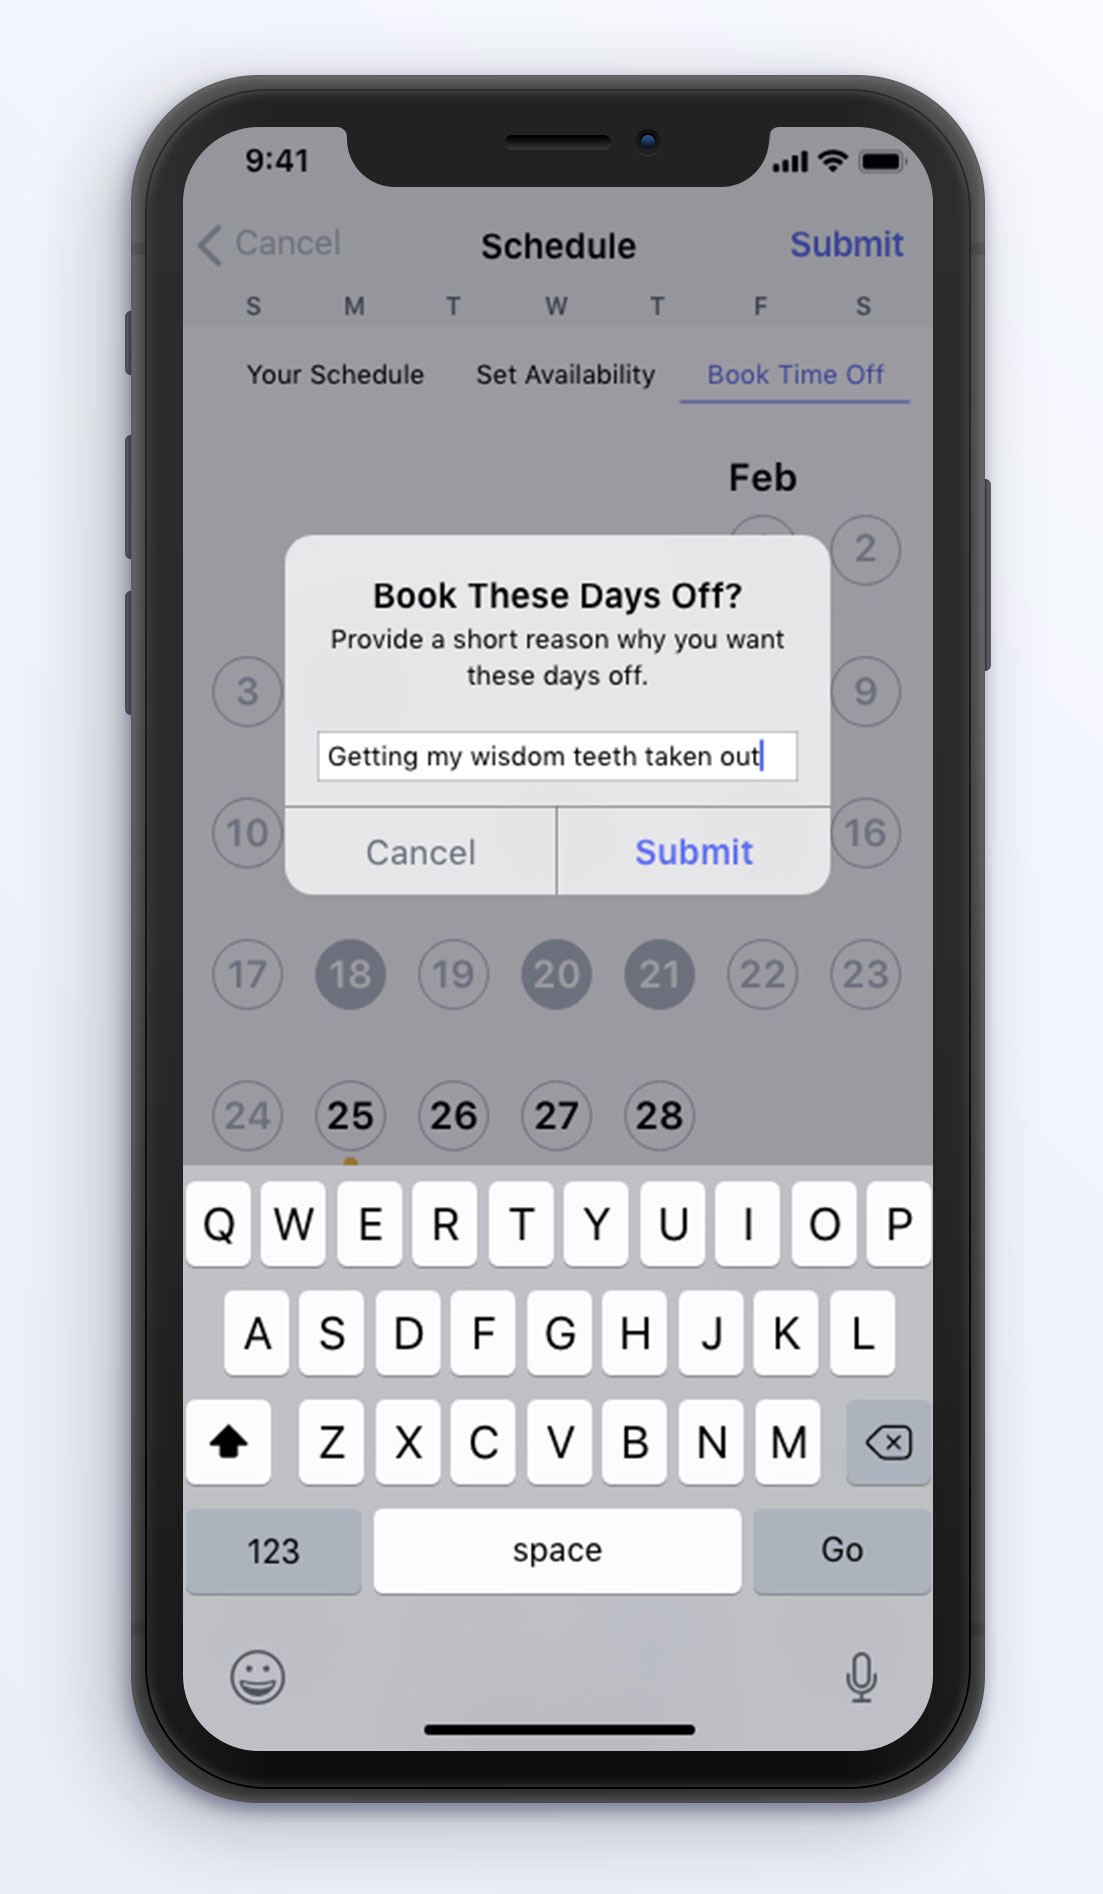 9:41
Cancel
Schedule
Submit
S M T W T F S
Your Schedule
Set Availability
Book Time Off
Feb
2
Book These Days Off?
Provide a short reason why you want
these days off.
Getting my wisdom teeth taken out
Cancel
Submit
3
9
10
16
17 18 19 20 21 22 23
24 25 26 27 28
Q W E R T Y U I O P
A S D F G H J K L
Z X C V B N M
123
space
Go